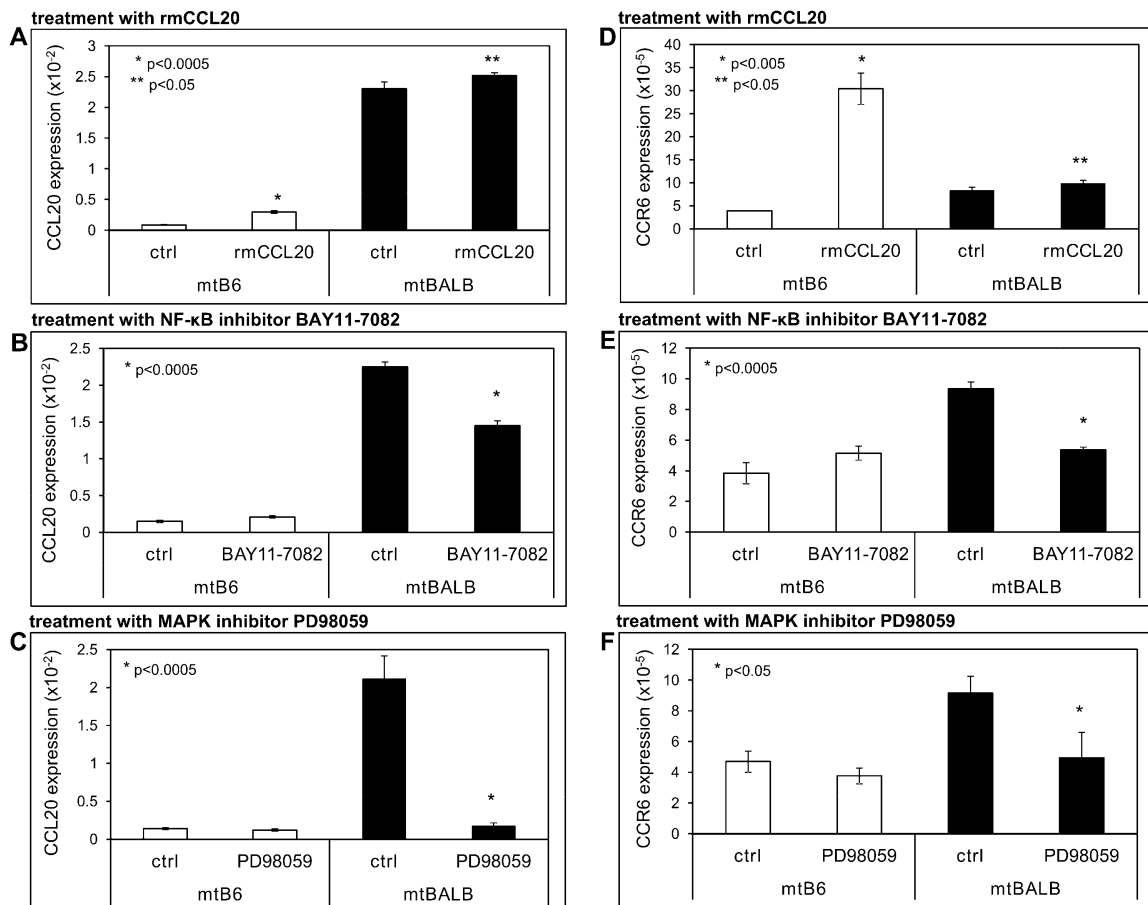 treatment with rmCCL20
A
CCL20 expression (x10-2)
3
2.5
2
1.5
1
0.5
0
* p<0.0005
** p<0.05
*
**
ctrl rmCCL20 ctrl rmCCL20
mtB6 mtBALB
treatment with NF-κB inhibitor BAY11-7082
B
CCL20 expression (x10-2)
2.5
2
1.5
1
0.5
0
* p<0.0005
*
ctrl BAY11-7082 ctrl BAY11-7082
mtB6 mtBALB
treatment with MAPK inhibitor PD98059
C
CCL20 expression (x10-2)
2.5
2
1.5
1
0.5
0
* p<0.0005
*
ctrl PD98059 ctrl PD98059
mtB6 mtBALB
treatment with rmCCL20
D
CCR6 expression (x10-5)
40
35
30
25
20
15
10
5
0
* p<0.005
** p<0.05
*
**
ctrl rmCCL20 ctrl rmCCL20
mtB6 mtBALB
treatment with NF-κB inhibitor BAY11-7082
E
CCR6 expression (x10-5)
12
10
8
6
4
2
0
* p<0.0005
*
ctrl BAY11-7082 ctrl BAY11-7082
mtB6 mtBALB
treatment with MAPK inhibitor PD98059
F
CCR6 expression (x10-5)
12
10
8
6
4
2
0
* p<0.05
*
ctrl PD98059 ctrl PD98059
mtB6 mtBALB